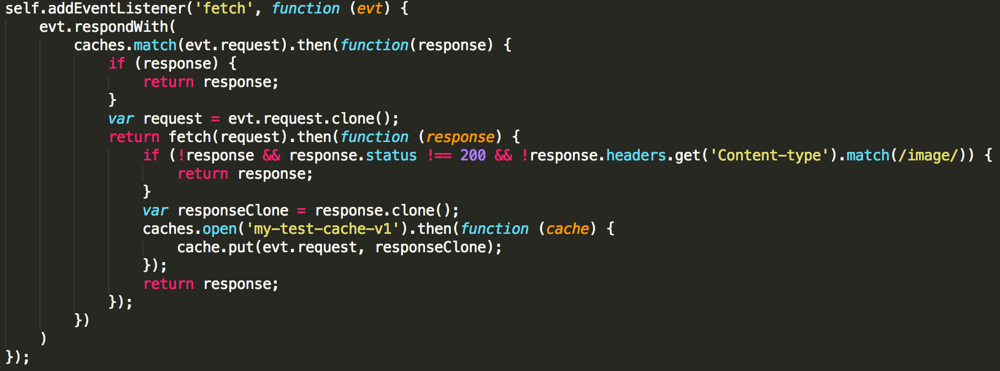 self.addEventListener('fetch', function (evt) {
    evt.respondWith(
        caches.match(evt.request).then(function(response) {
            if (response) {
                return response;
            }
            var request = evt.request.clone();
            return fetch(request).then(function (response) {
                if (!response && response.status !== 200 && !response.headers.get('Content-type').match(/image/)) {
                    return response;
                }
                var responseClone = response.clone();
                caches.open('my-test-cache-v1').then(function (cache) {
                    cache.put(evt.request, responseClone);
                });
                return response;
            });
        })
    )
});